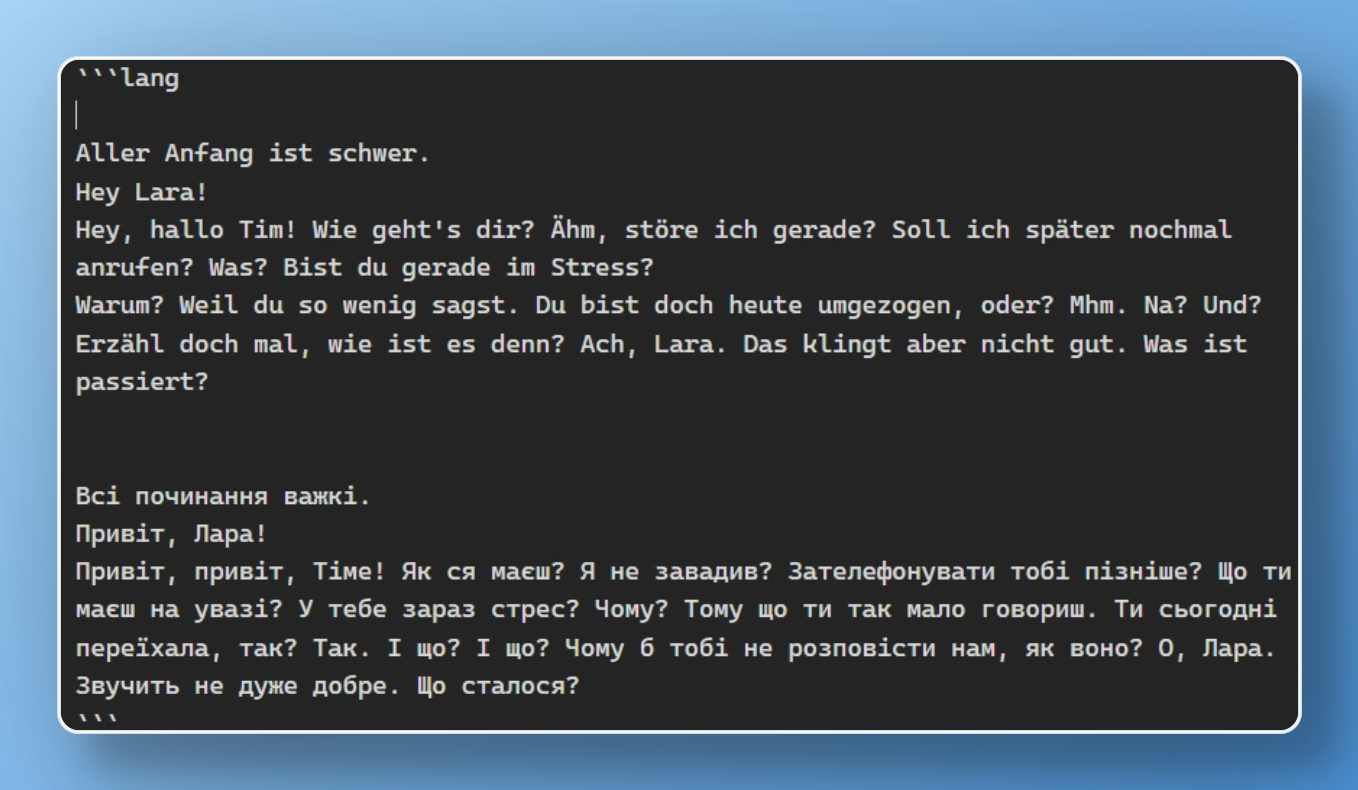 ```lang
Aller Anfang ist schwer.
Hey Lara!
Hey, hallo Tim! Wie geht's dir? Ähm, störe ich gerade? Soll ich später nochmal
anrufen? Was? Bist du gerade im Stress?
Warum? Weil du so wenig sagst. Du bist doch heute umgezogen, oder? Mhm. Na? Und?
Erzähl doch mal, wie ist es denn? Ach, Lara. Das klingt aber nicht gut. Was ist
passiert?
Всі починання важкі.
Привіт, Лара!
Привіт, привіт, Тіме! Як ся маєш? Я не завадив? Зателефонувати тобі пізніше? Що ти
маєш на увазі? У тебе зараз стрес? Чому? Тому що ти так мало говориш. Ти сьогодні
переїхала, так? Так. І що? І що? Чому б тобі не розповісти нам, як воно? О, Лара.
Звучить не дуже добре. Що сталося?
```